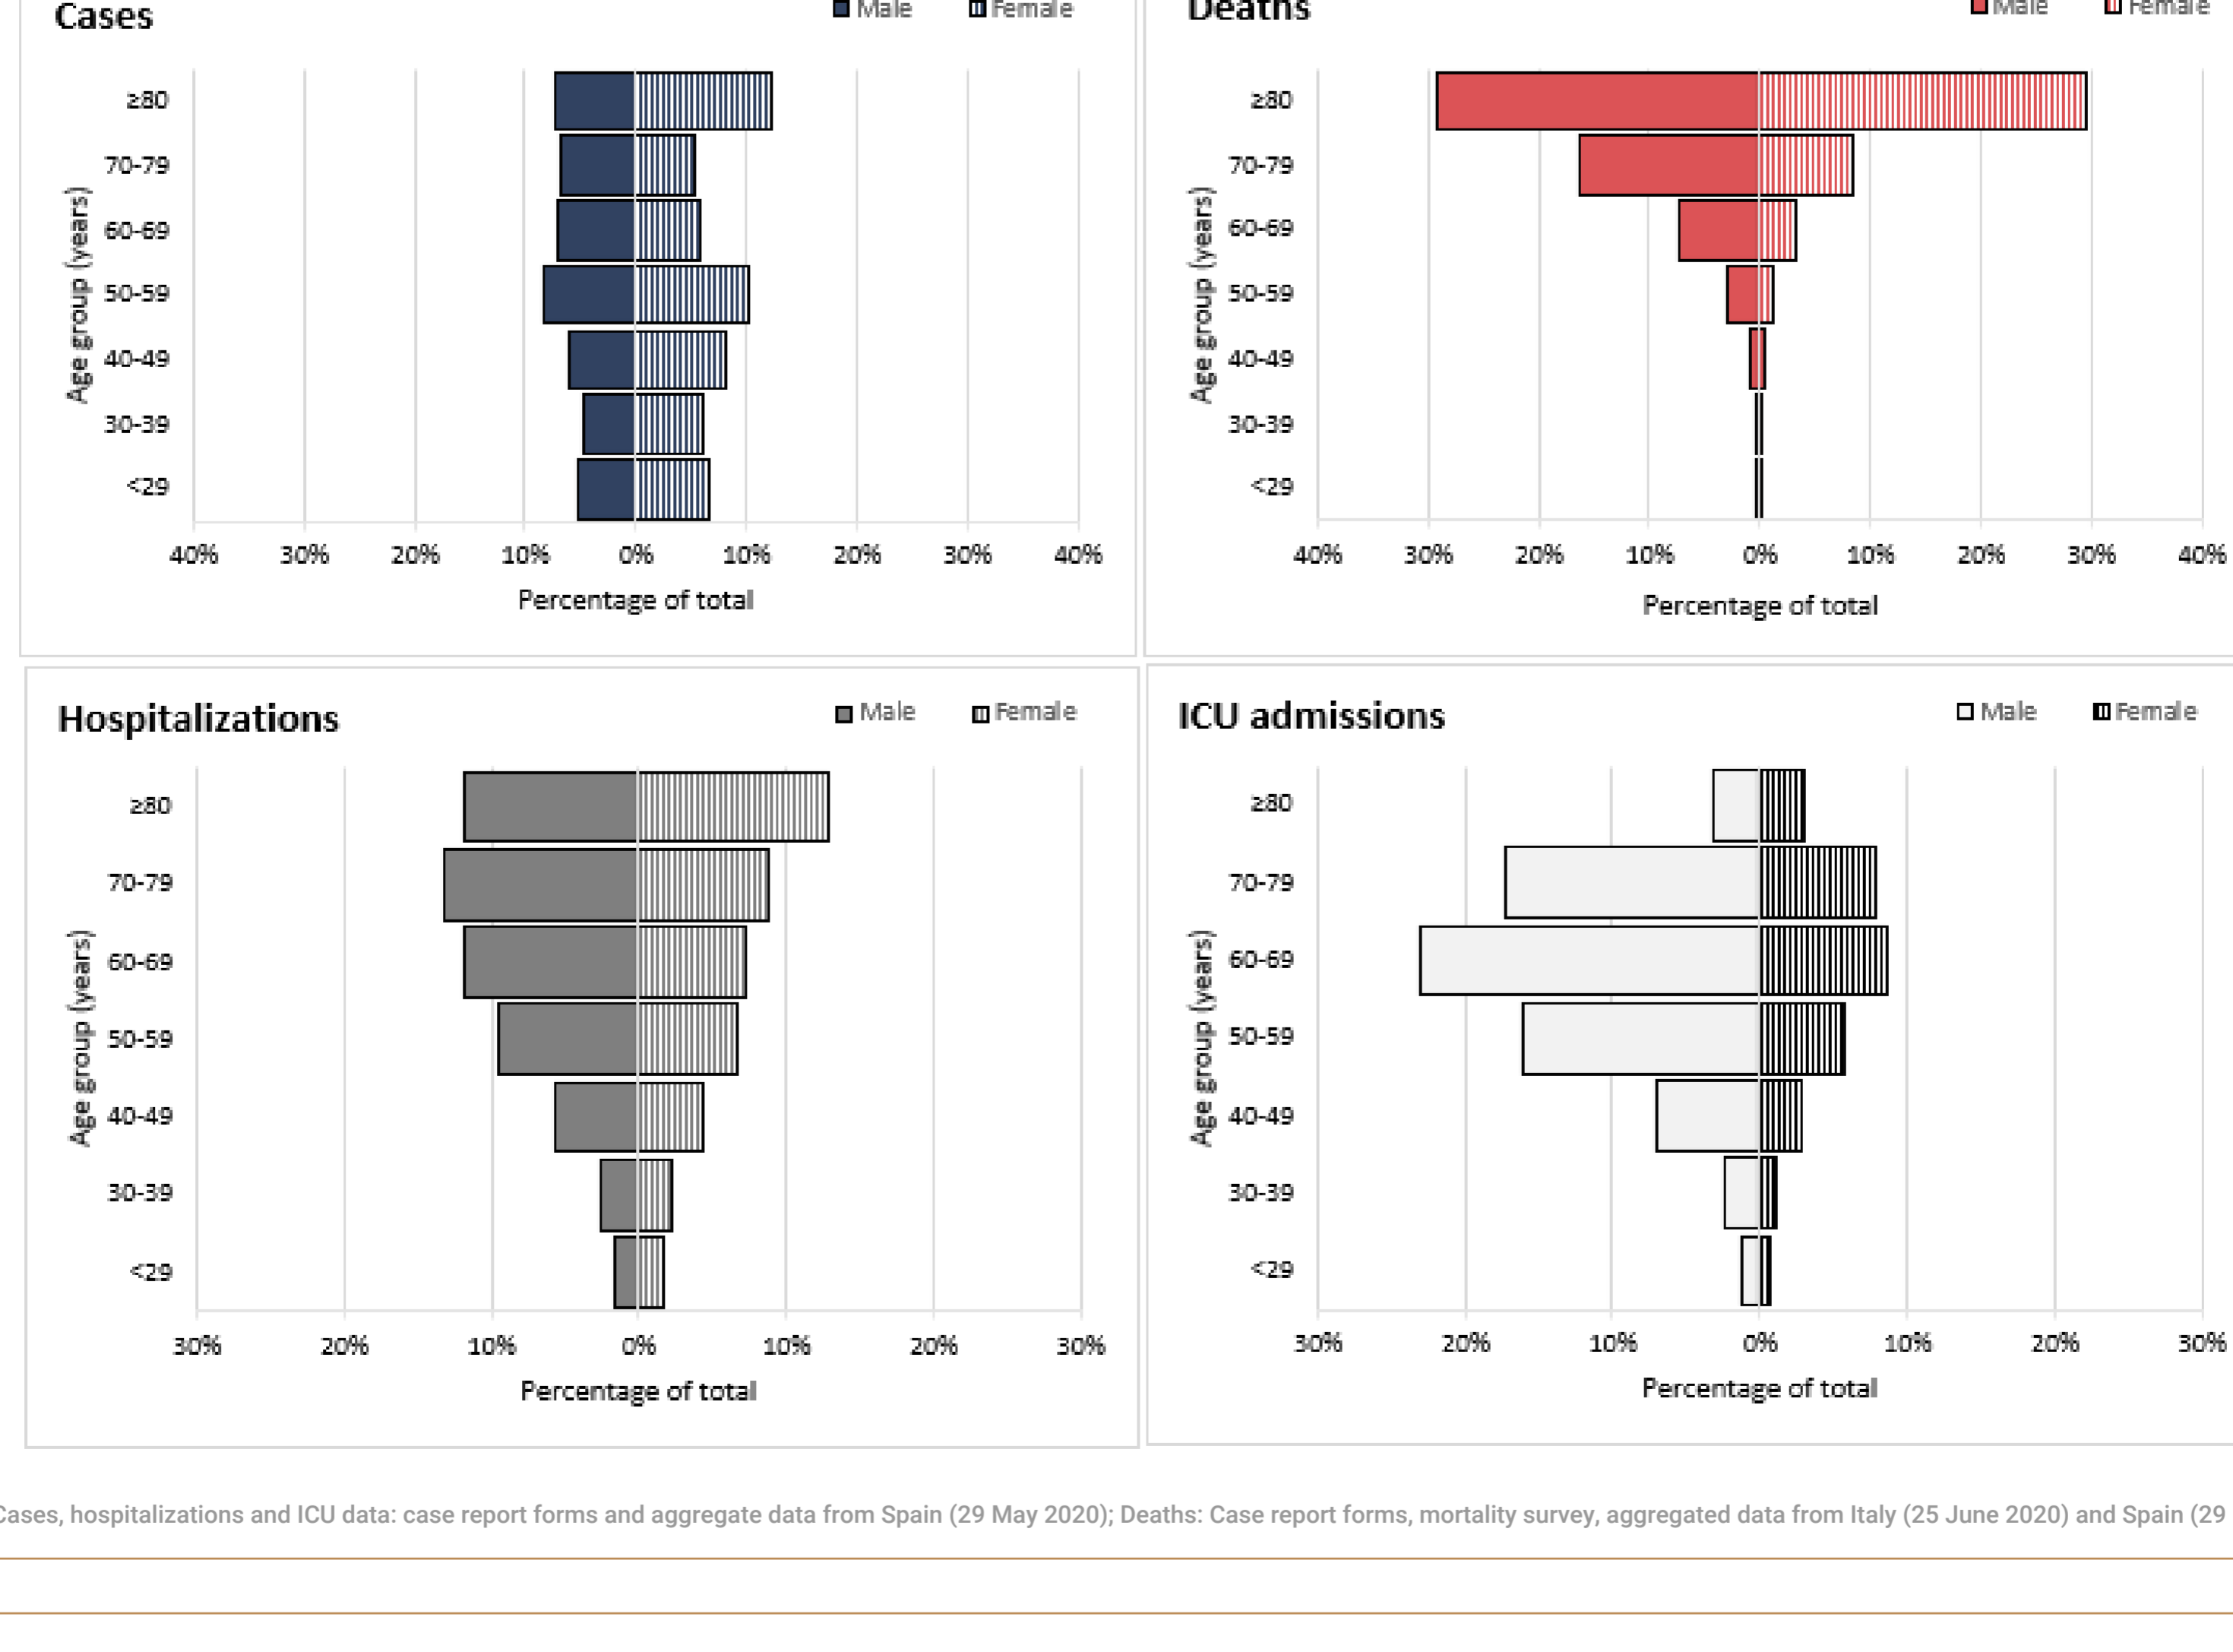 Cases
Male Female
≥80
70-79
60-69
50-59
40-49
30-39
<29
Age group (years)
40% 30% 20% 10% 0% 10% 20% 30% 40%
Percentage of total
Deaths
Male Female
≥80
70-79
60-69
50-59
40-49
30-39
<29
Age group (years)
40% 30% 20% 10% 0% 10% 20% 30% 40%
Percentage of total
Hospitalizations
Male Female
≥80
70-79
60-69
50-59
40-49
30-39
<29
Age group (years)
30% 20% 10% 0% 10% 20% 30%
Percentage of total
ICU admissions
Male Female
≥80
70-79
60-69
50-59
40-49
30-39
<29
Age group (years)
30% 20% 10% 0% 10% 20% 30%
Percentage of total
Cases, hospitalizations and ICU data: case report forms and aggregate data from Spain (29 May 2020); Deaths: Case report forms, mortality survey, aggregated data from Italy (25 June 2020) and Spain (29